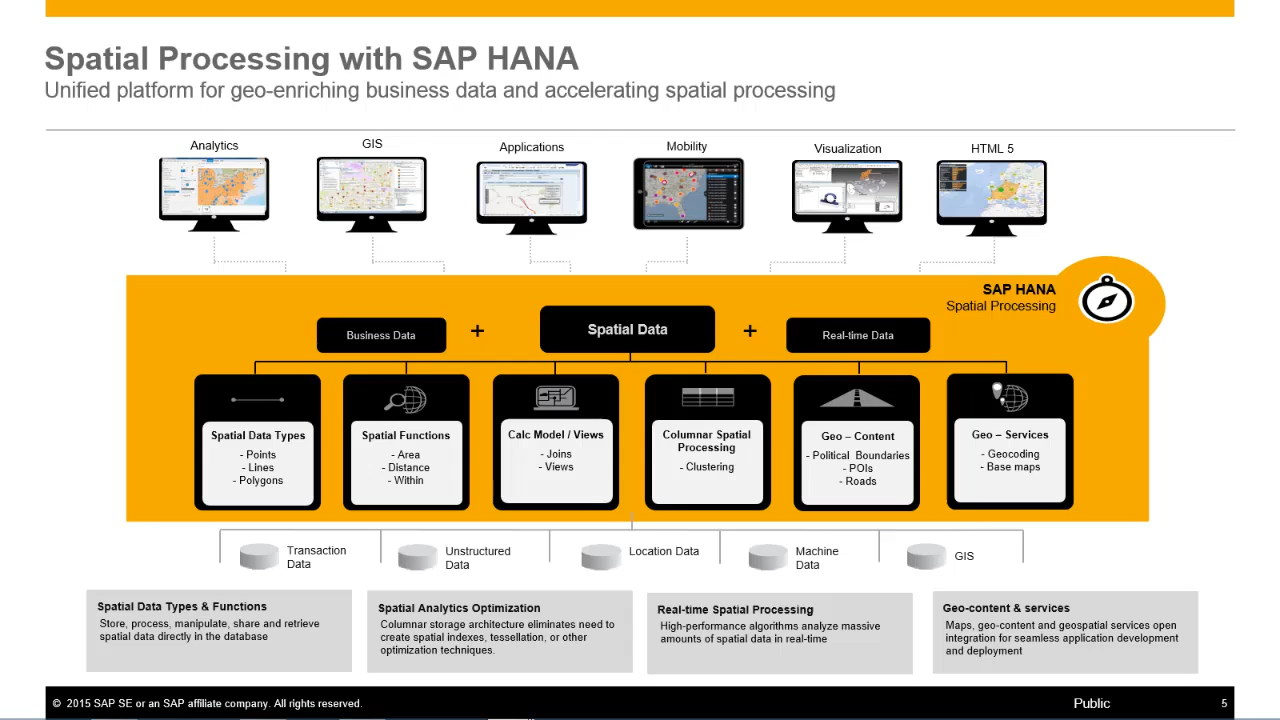 Spatial Processing with SAP HANA
Unified platform for geo-enriching business data and accelerating spatial processing
Analytics
GIS
Applications
Mobility
Visualization
HTML 5
SAP HANA
Spatial Processing
Business Data
+
Spatial Data
+
Real-time Data
Spatial Data Types
- Points
- Lines
- Polygons
Spatial Functions
- Area
- Distance
- Within
Calc Model / Views
- Joins
- Views
Columnar Spatial
Processing
- Clustering
Geo – Content
- Political Boundaries
- POIs
- Roads
Geo – Services
- Geocoding
- Base maps
Transaction
Data
Unstructured
Data
Location Data
Machine
Data
GIS
Spatial Data Types & Functions
Store, process, manipulate, share and retrieve
spatial data directly in the database
Spatial Analytics Optimization
Columnar storage architecture eliminates need to
create spatial indexes, tessellation, or other
optimization techniques.
Real-time Spatial Processing
High-performance algorithms analyze massive
amounts of spatial data in real-time
Geo-content & services
Maps, geo-content and geospatial services open
integration for seamless application development
and deployment
© 2015 SAP SE or an SAP affiliate company. All rights reserved.
Public
5